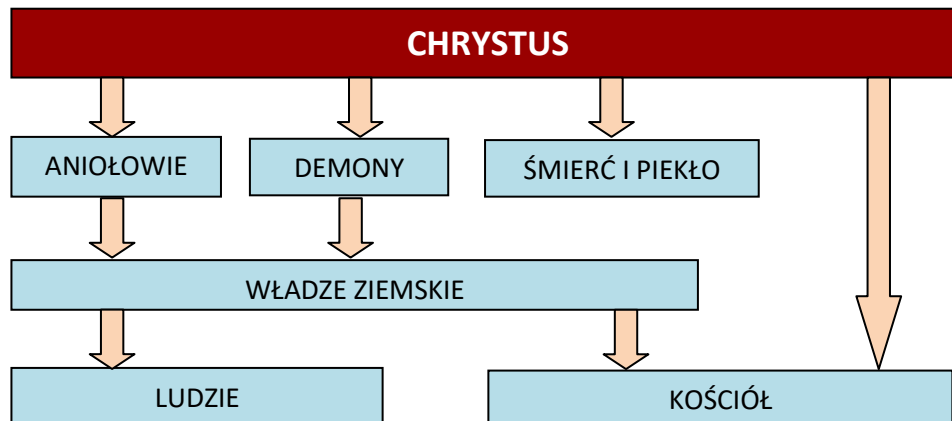 CHRYSTUS
ANIOŁOWIE
DEMONY
ŚMIERĆ I PIEKŁO
WŁADZE ZIEMSKIE
LUDZIE
KOŚCIÓŁ